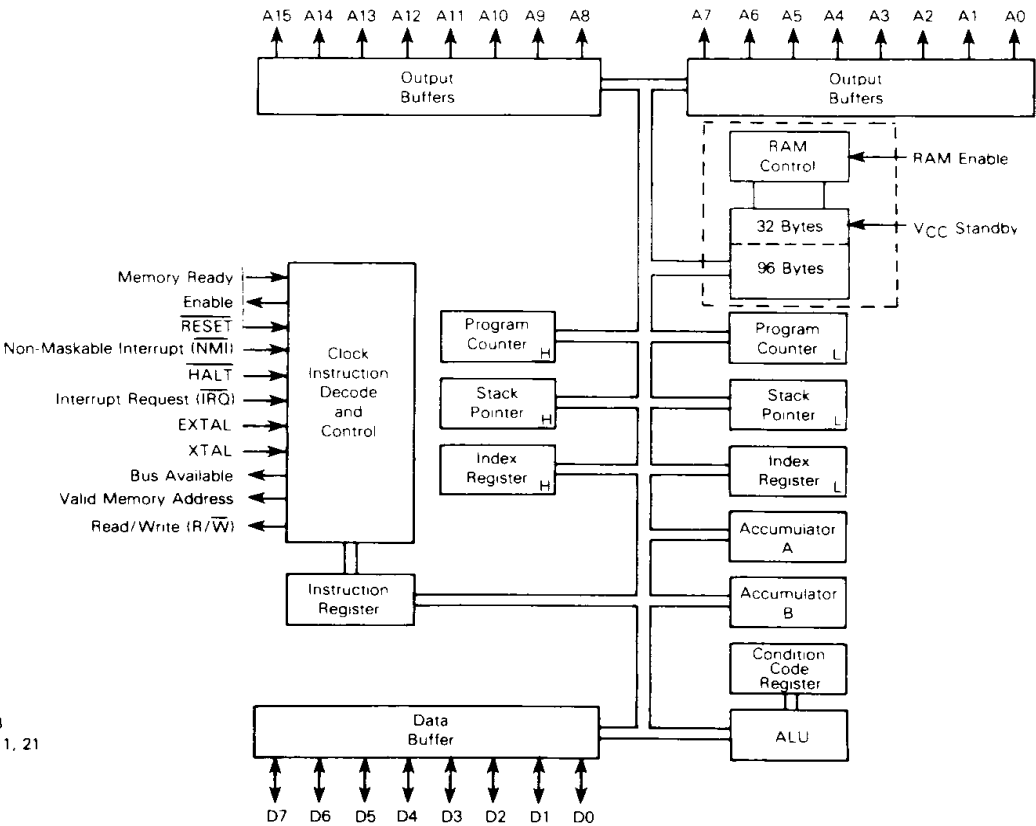 A15 A14 A13 A12 A11 A10 A9 A8 A7 A6 A5 A4 A3 A2 A1 A0
Output
Buffers
Output
Buffers
RAM
Control
RAM Enable
32 Bytes
VCC Standby
96 Bytes
Memory Ready
Enable
RESET
Non-Maskable Interrupt (NMI)
HALT
Interrupt Request (IRQ)
EXTAL
XTAL
Bus Available
Valid Memory Address
Read/Write (R/W)
Clock
Instruction
Decode
and
Control
Program
Counter H
Program
Counter L
Stack
Pointer H
Stack
Pointer L
Index
Register H
Index
Register L
Accumulator
A
Instruction
Register
Accumulator
B
Condition
Code
Register
ALU
Data
Buffer
1, 21
D7 D6 D5 D4 D3 D2 D1 D0